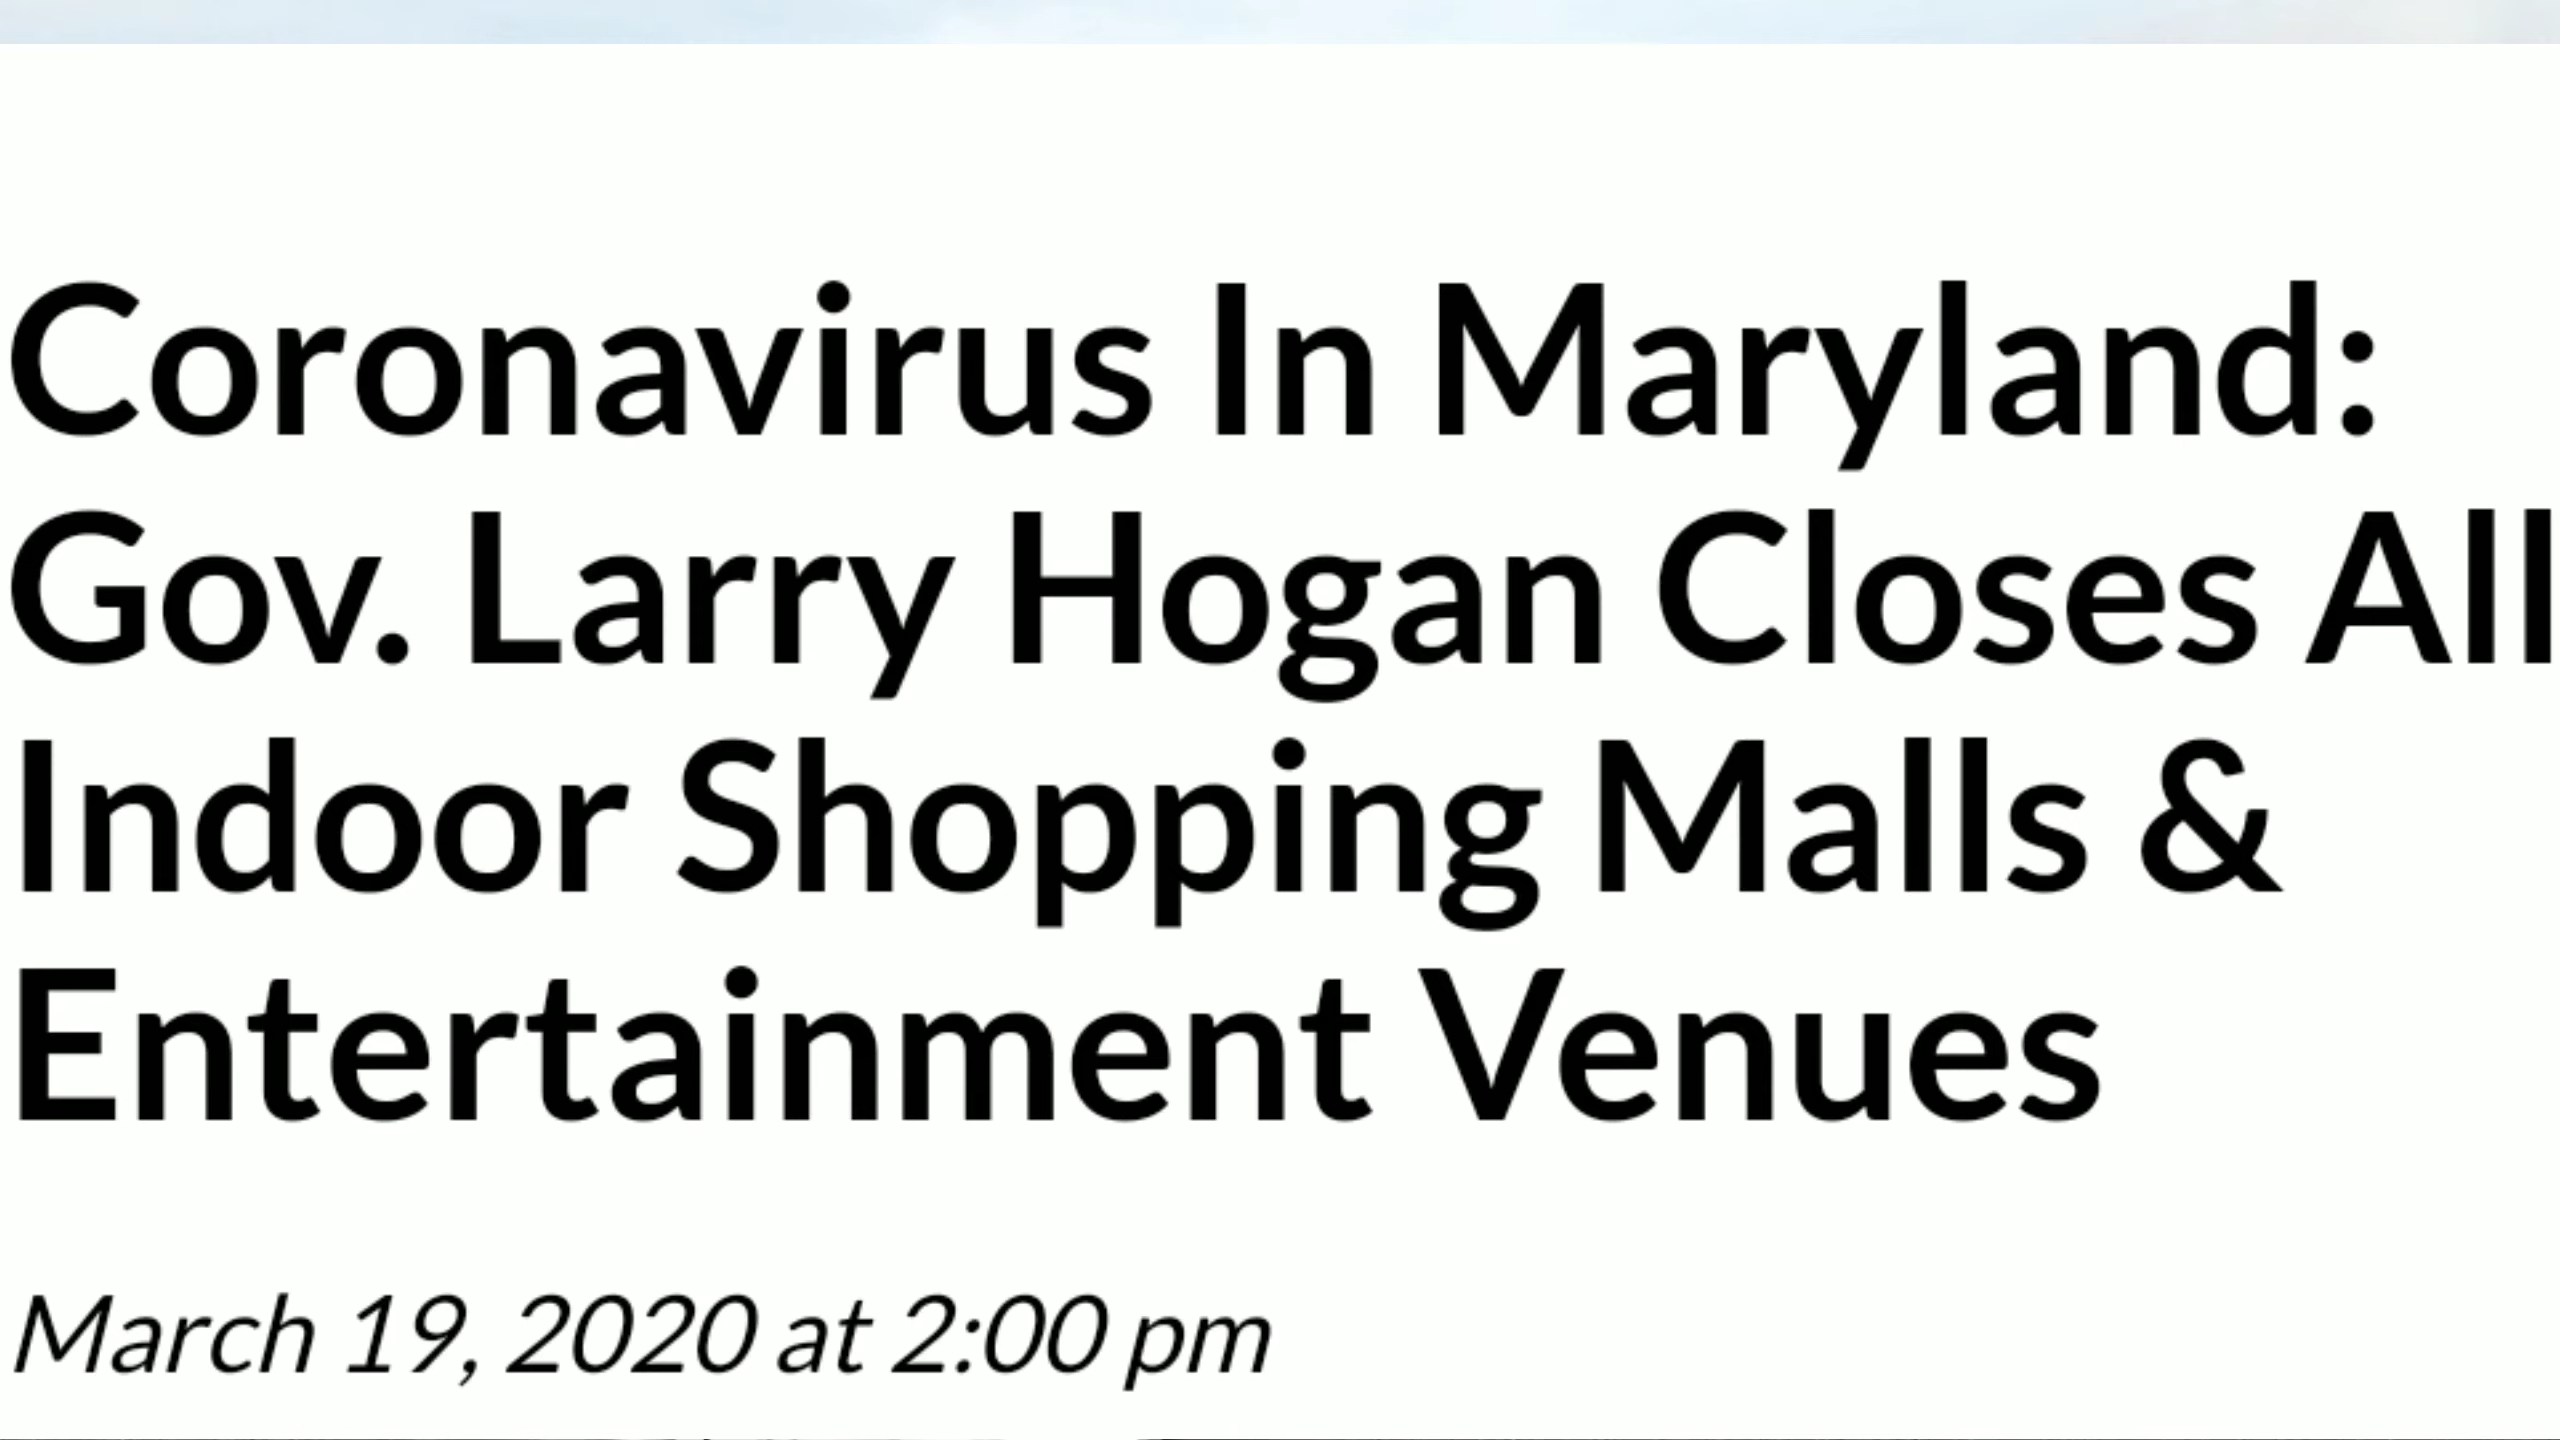 Coronavirus In Maryland:
Gov. Larry Hogan Closes All
Indoor Shopping Malls &
Entertainment Venues
March 19, 2020 at 2:00 pm